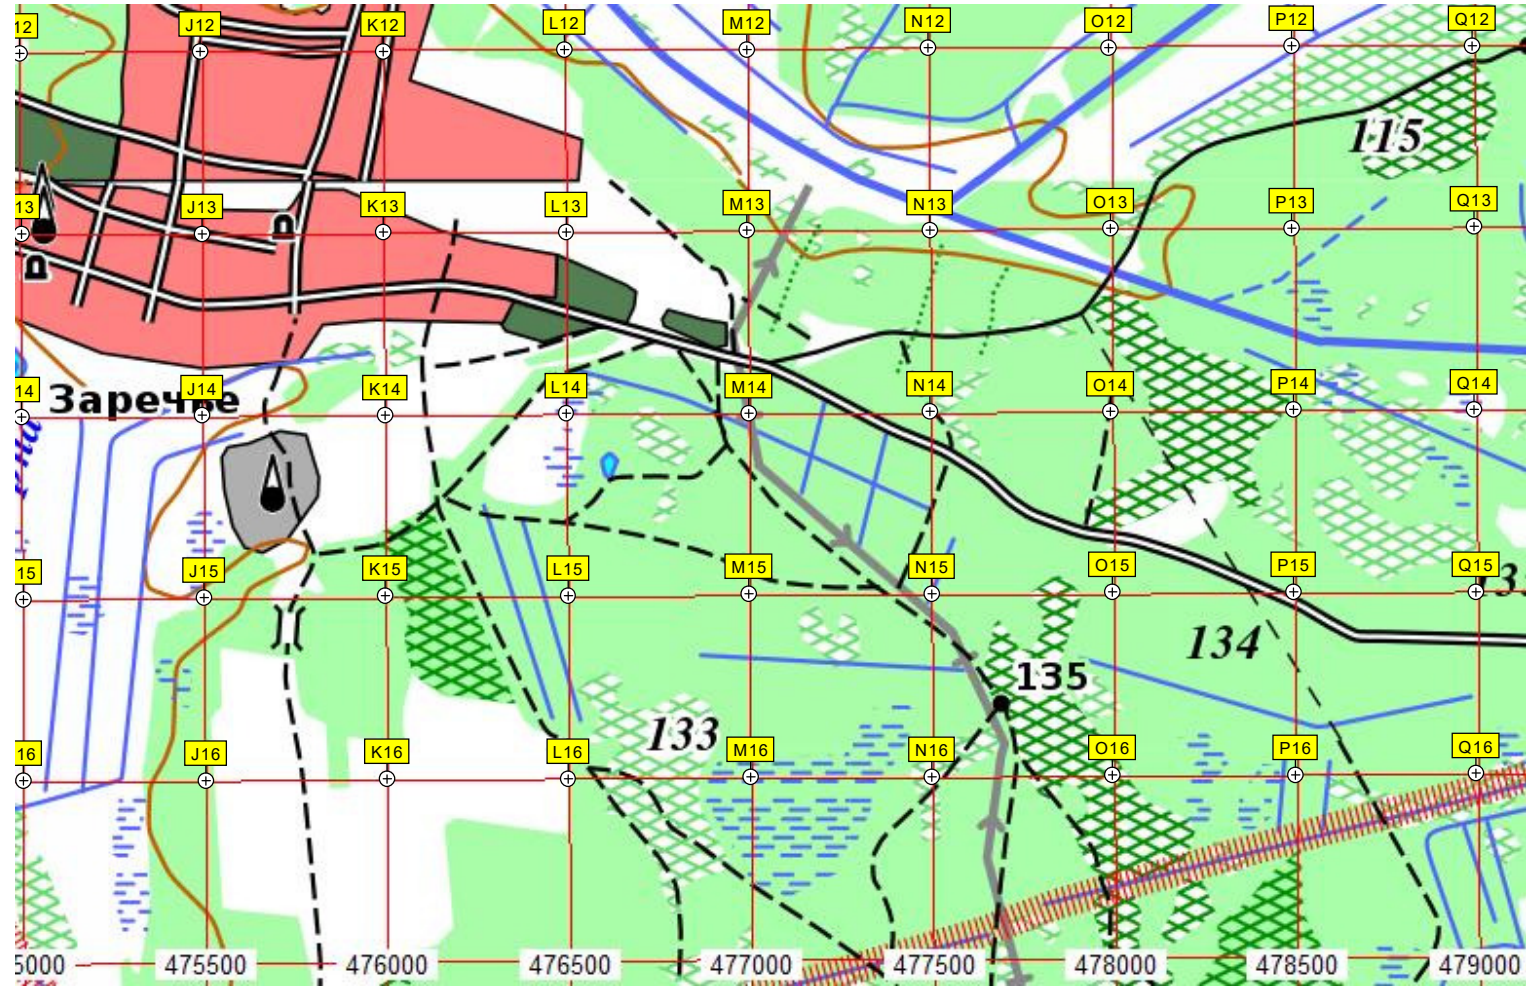 12 J12 K12 L12 M12 N12 O12 P12 Q12
115
13 J13 K13 L13 M13 N13 O13 P13 Q13
14 J14 K14 L14 M14 N14 O14 P14 Q14
Заречье
15 J15 K15 L15 M15 N15 O15 P15 Q15
134
135
133
16 J16 K16 L16 M16 N16 O16 P16 Q16
5000 475500 476000 476500 477000 477500 478000 478500 479000